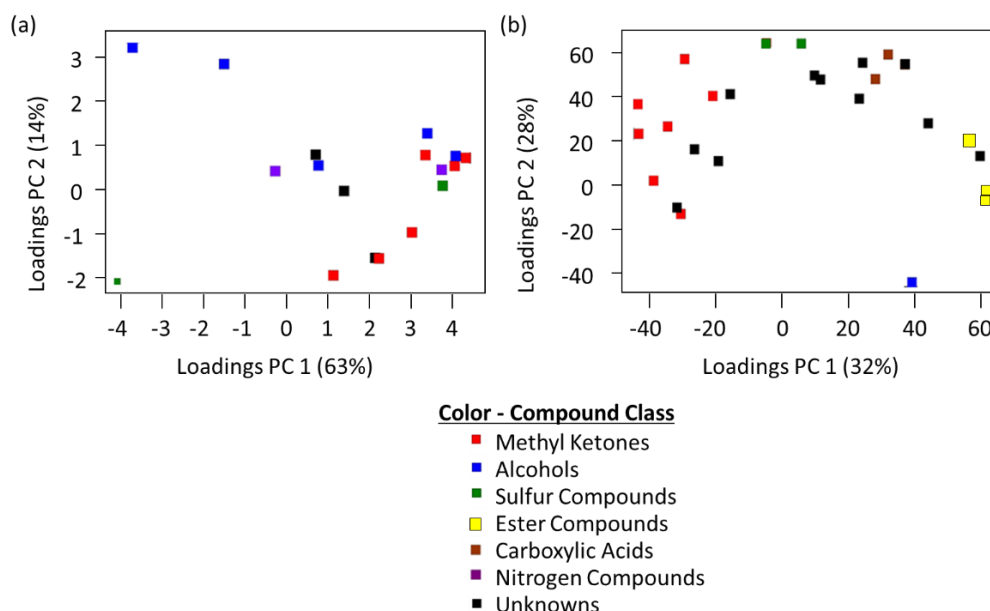 (a)
3
2
1
0
-1
-2
Loadings PC 2 (14%)
-4 -3 -2 -1 0 1 2 3 4
Loadings PC 1 (63%)
(b)
60
40
20
0
-20
-40
Loadings PC 2 (28%)
-40 -20 0 20 40 60
Loadings PC 1 (32%)
Color - Compound Class
Methyl Ketones
Alcohols
Sulfur Compounds
Ester Compounds
Carboxylic Acids
Nitrogen Compounds
Unknowns